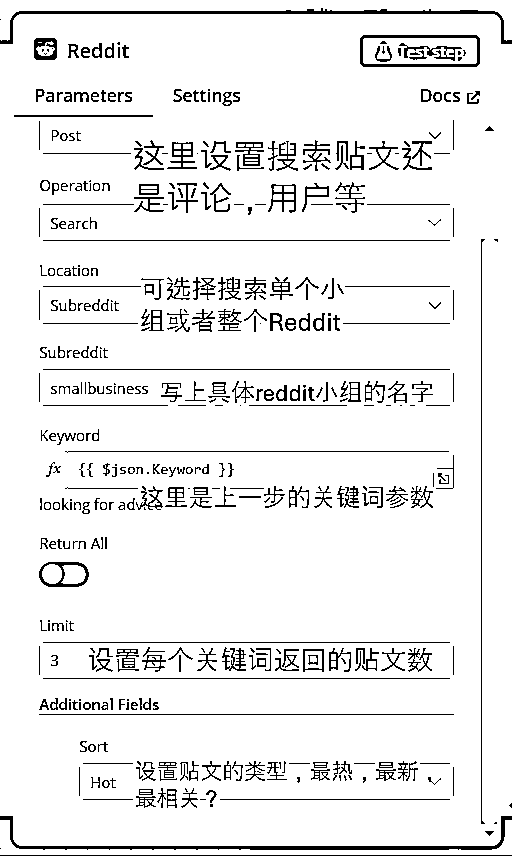 Reddit
Test step
Parameters
Settings
Docs
Post
这里设置搜索贴文还
是评论，用户等
Operation
Search
Location
Subreddit
可选择搜索单个小
组或者整个Reddit
Subreddit
smallbusiness
写上具体reddit小组的名字
Keyword
fx
{{ $json.Keyword }}
looking for advice
这里是上一步的关键词参数
Return All
Limit
3
设置每个关键词返回的贴文数
Additional Fields
Sort
Hot
设置贴文的类型，最热，最新，
最相关？